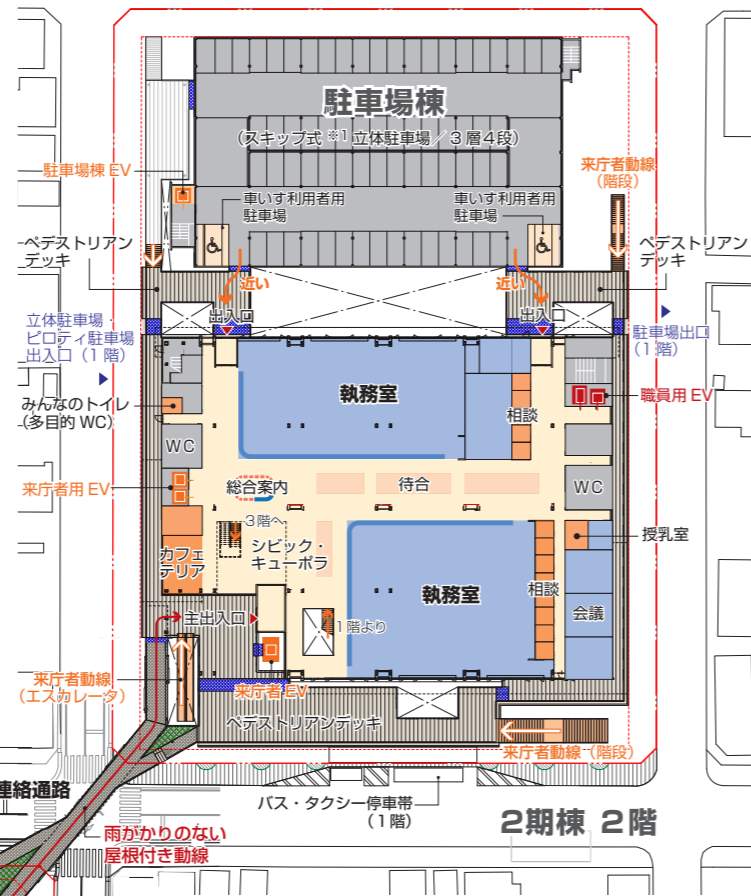 駐車場棟
(スキップ式 ※1 立体駐車場／3層4段)
駐車場棟 EV
車いす利用者用
駐車場
車いす利用者用
駐車場
来庁者動線
(階段)
ペデストリアン
デッキ
ペデストリアン
デッキ
近い
近い
出入口
出入口
立体駐車場・
ピロティ駐車場
出入口(1階)
駐車場出口
(1階)
執務室
相談
職員用 EV
みんなのトイレ
(多目的 WC)
WC
来庁者用 EV
総合案内
待合
WC
3階へ
シビック・
キューポラ
カフェ
テリア
授乳室
執務室
相談
会議
主出入口
1階より
来庁者動線
(エスカレータ)
来庁者 EV
ペデストリアンデッキ
来庁者動線(階段)
連絡通路
バス・タクシー停車帯
(1階)
2期棟 2階
雨がかりのない
屋根付き動線